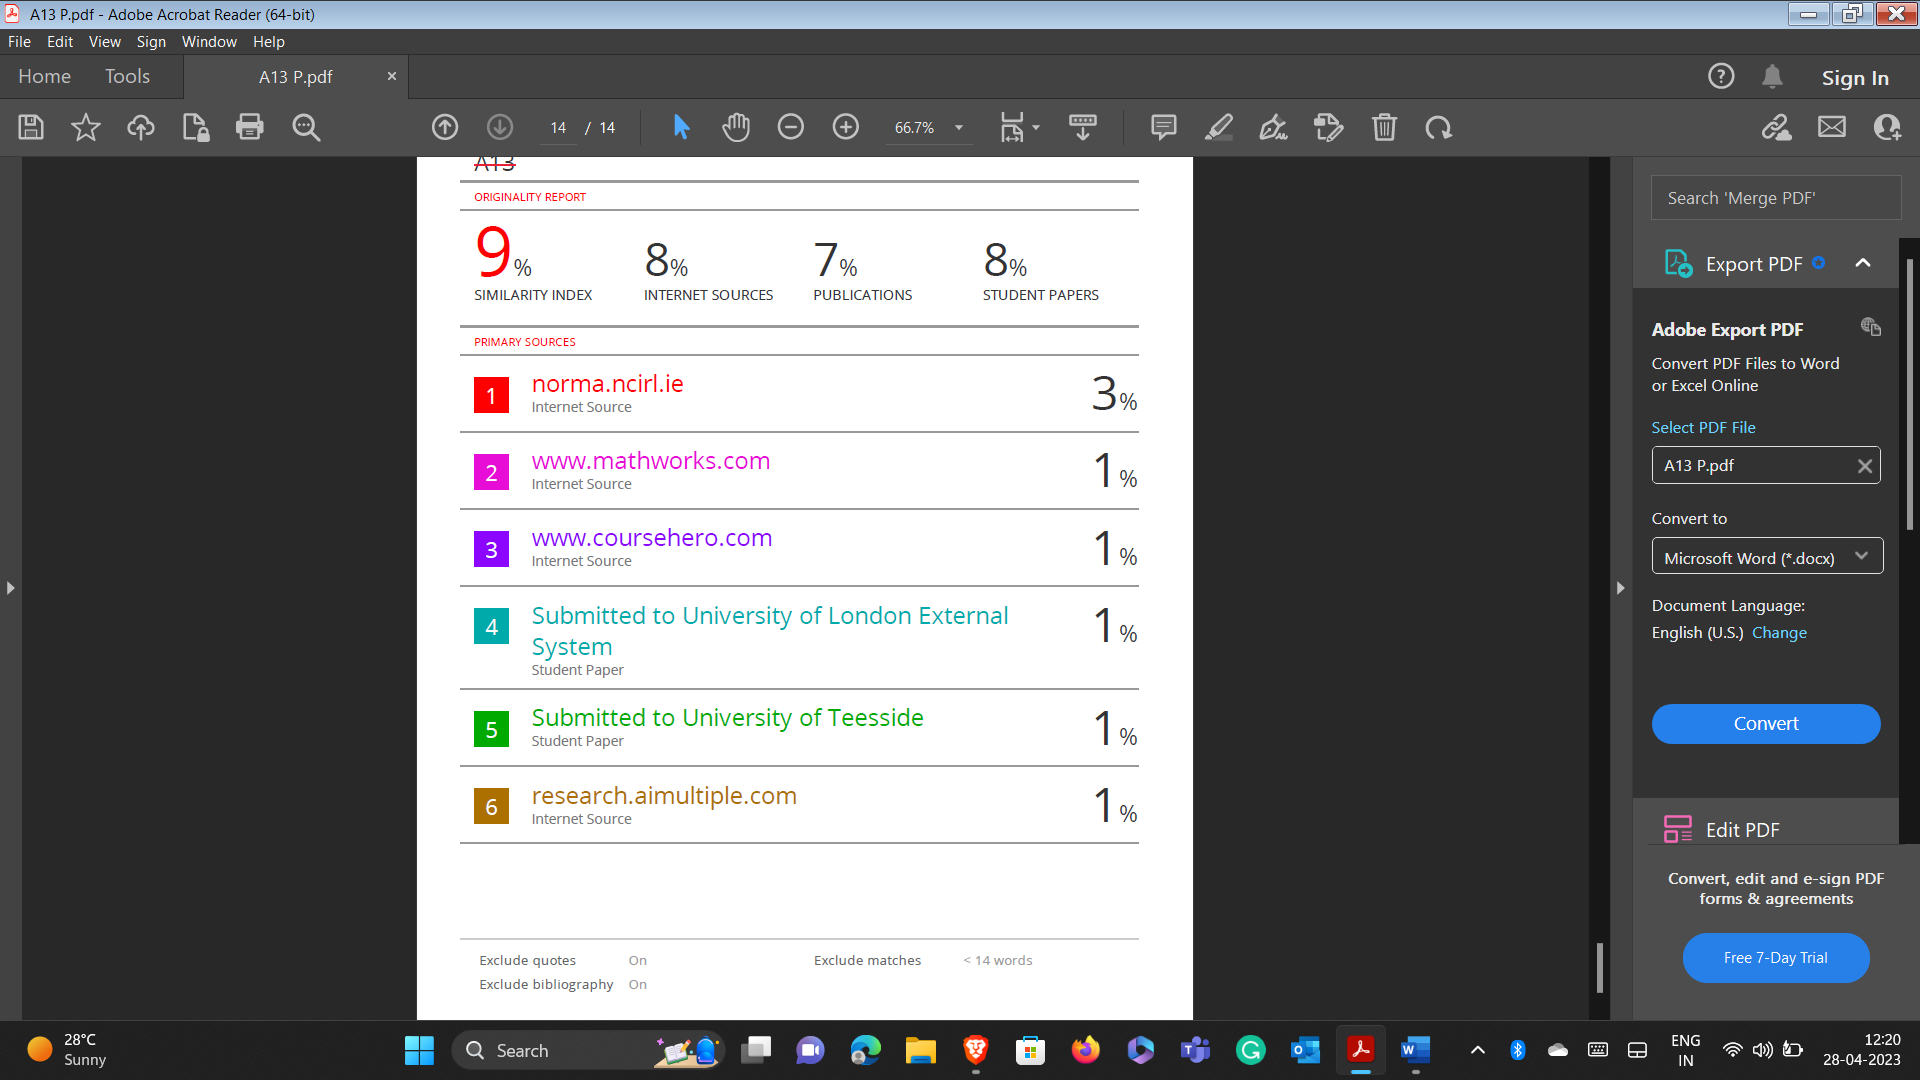 A13 P.pdf - Adobe Acrobat Reader (64-bit)
File Edit View Sign Window Help
Home Tools A13 P.pdf Sign In
14 / 14 66.7%
A13
ORIGINALITY REPORT
9% 8% 7% 8%
SIMILARITY INDEX INTERNET SOURCES PUBLICATIONS STUDENT PAPERS
PRIMARY SOURCES
1 norma.ncirl.ie 3%
Internet Source
2 www.mathworks.com 1%
Internet Source
3 www.coursehero.com 1%
Internet Source
4 Submitted to University of London External 1%
System
Student Paper
5 Submitted to University of Teesside 1%
Student Paper
6 research.aimultiple.com 1%
Internet Source
Exclude quotes On Exclude matches < 14 words
Exclude bibliography On
Search 'Merge PDF'
Export PDF
Adobe Export PDF
Convert PDF Files to Word
or Excel Online
Select PDF File
A13 P.pdf
Convert to
Microsoft Word (*.docx)
Document Language:
English (U.S.) Change
Convert
Edit PDF
Convert, edit and e-sign PDF
forms & agreements
Free 7-Day Trial
28°C
Sunny
Search
ENG
IN
12:20
28-04-2023